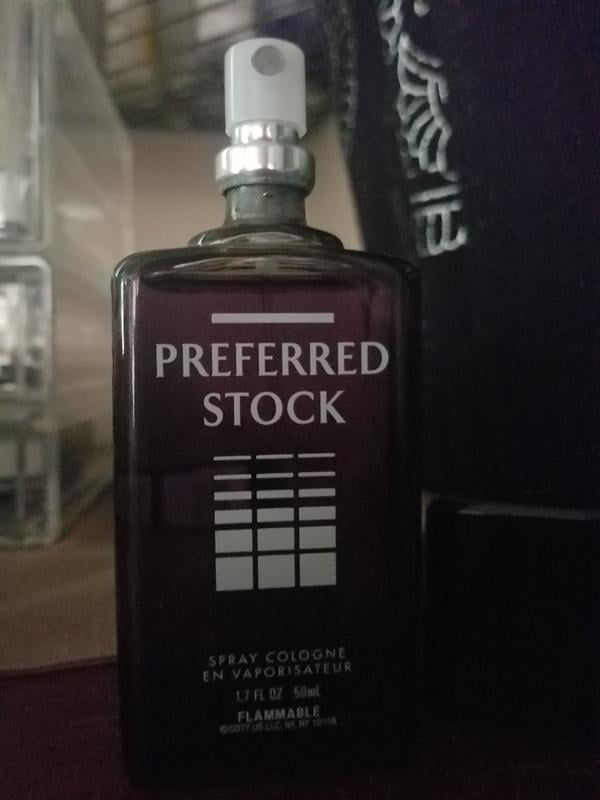 PREFERRED
STOCK
SPRAY COLOGNE
EN VAPORISATEUR
1.7 FL OZ 50mL
FLAMMABLE
©COTY US LLC, NY, NY 10118